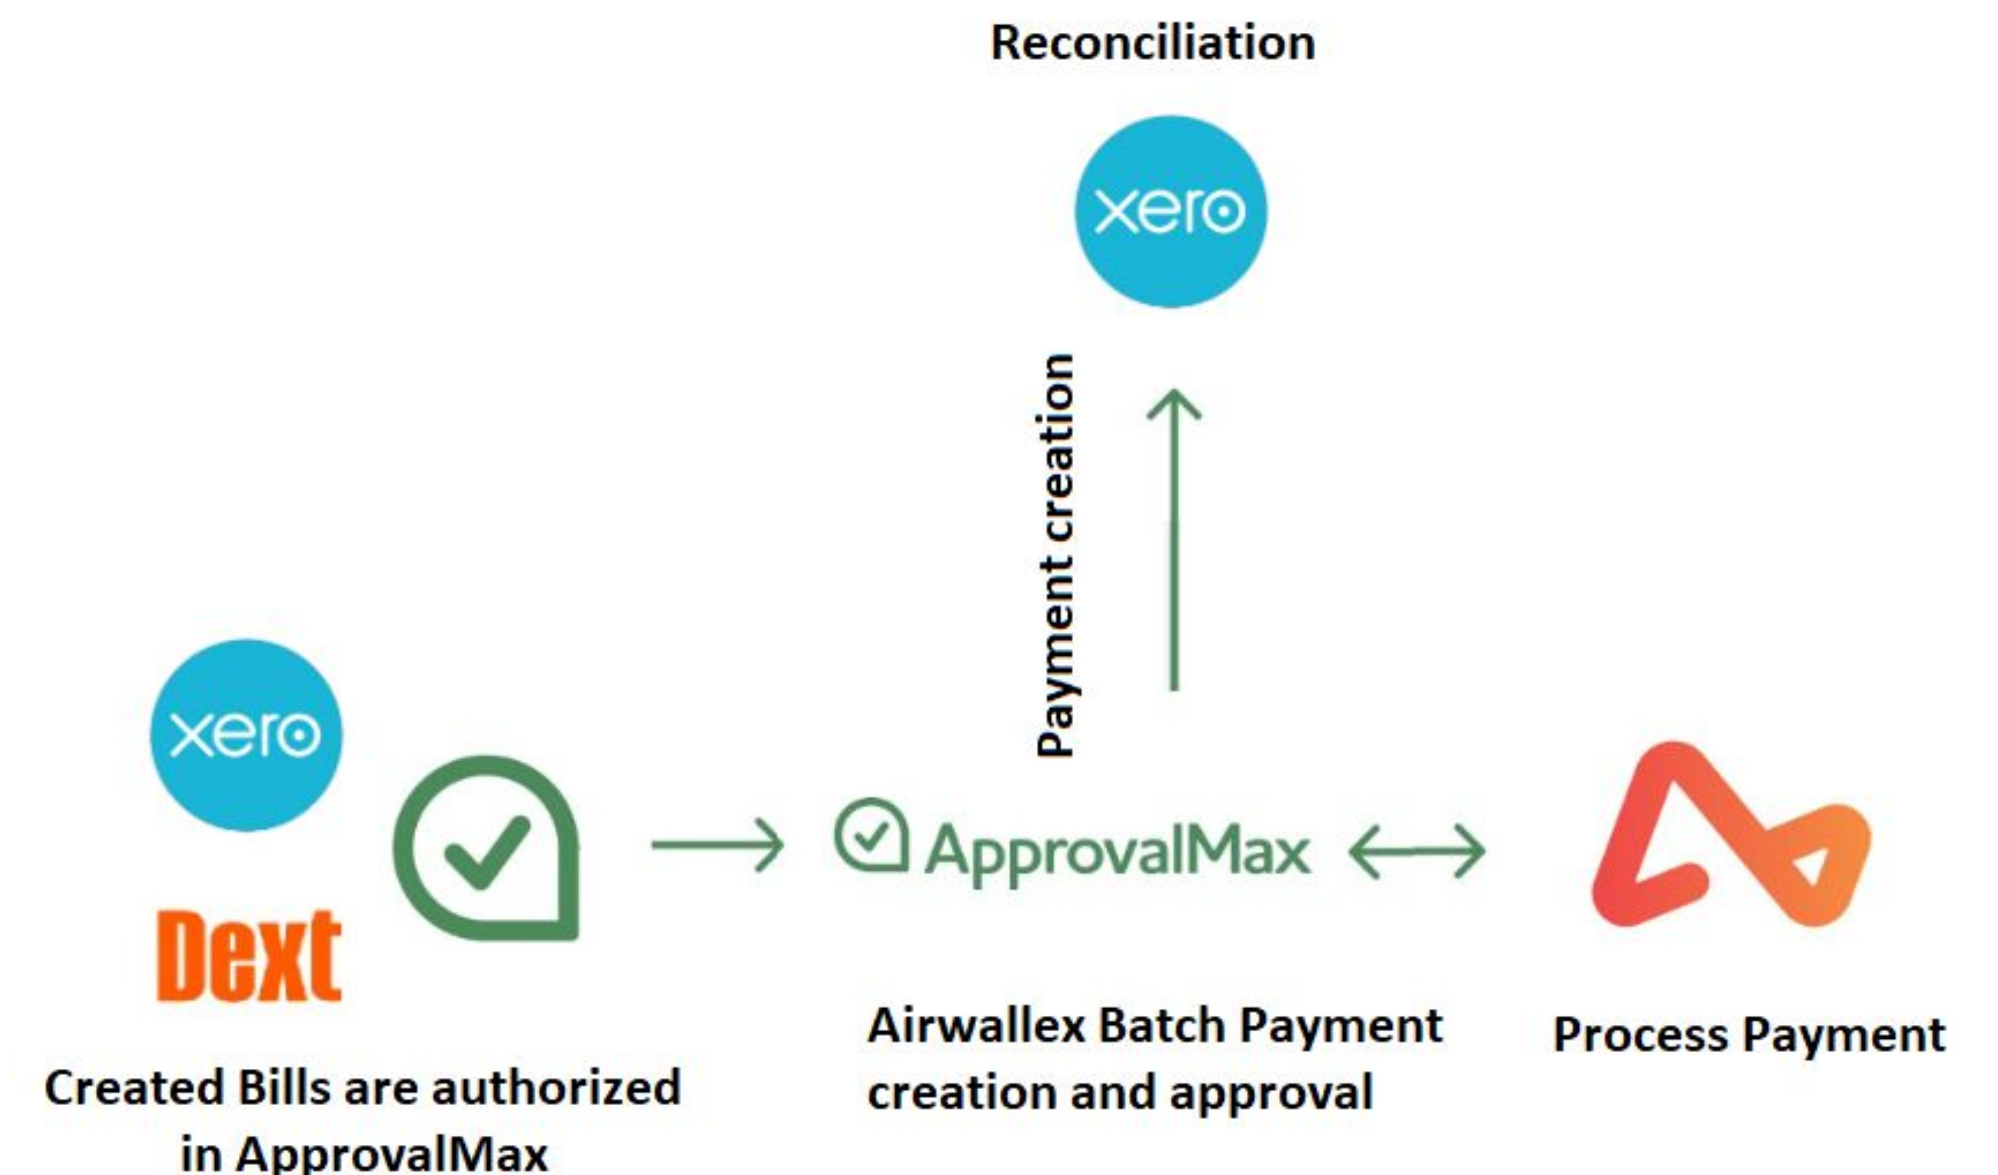 Reconciliation
xero
Payment creation
xero
Dext
ApprovalMax
Created Bills are authorized
in ApprovalMax
Airwallex Batch Payment
creation and approval
Process Payment